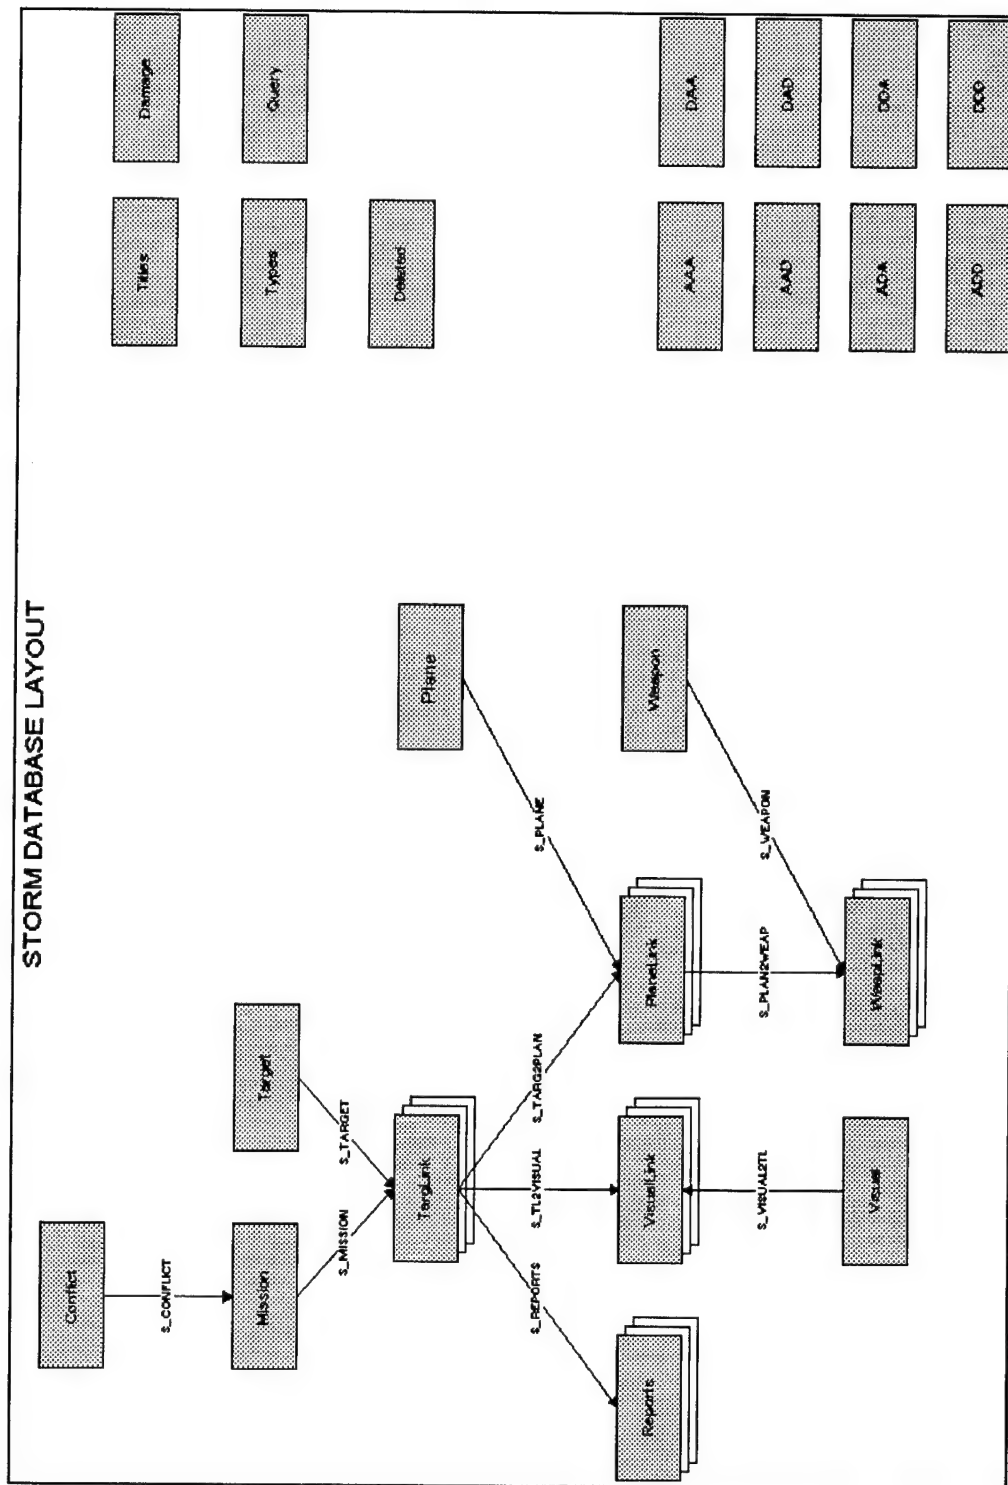 STORM DATABASE LAYOUT
Conflict
S_CONFLICT
Mission
Target
S_MISSION
S_TARGET
TargLink
Plane
S_REPORTS
S_TL2VISUAL
S_TARG2PLAN
S_PLANE
Reports
VisualLink
PlaneLink
Weapon
S_VISUAL2TL
S_PLAN2WEAP
S_WEAPON
Visual
WeapLink
Titles
Damage
Types
Query
Deleted
AAA
DAA
AAD
DAD
ADA
DDA
ADD
DDD